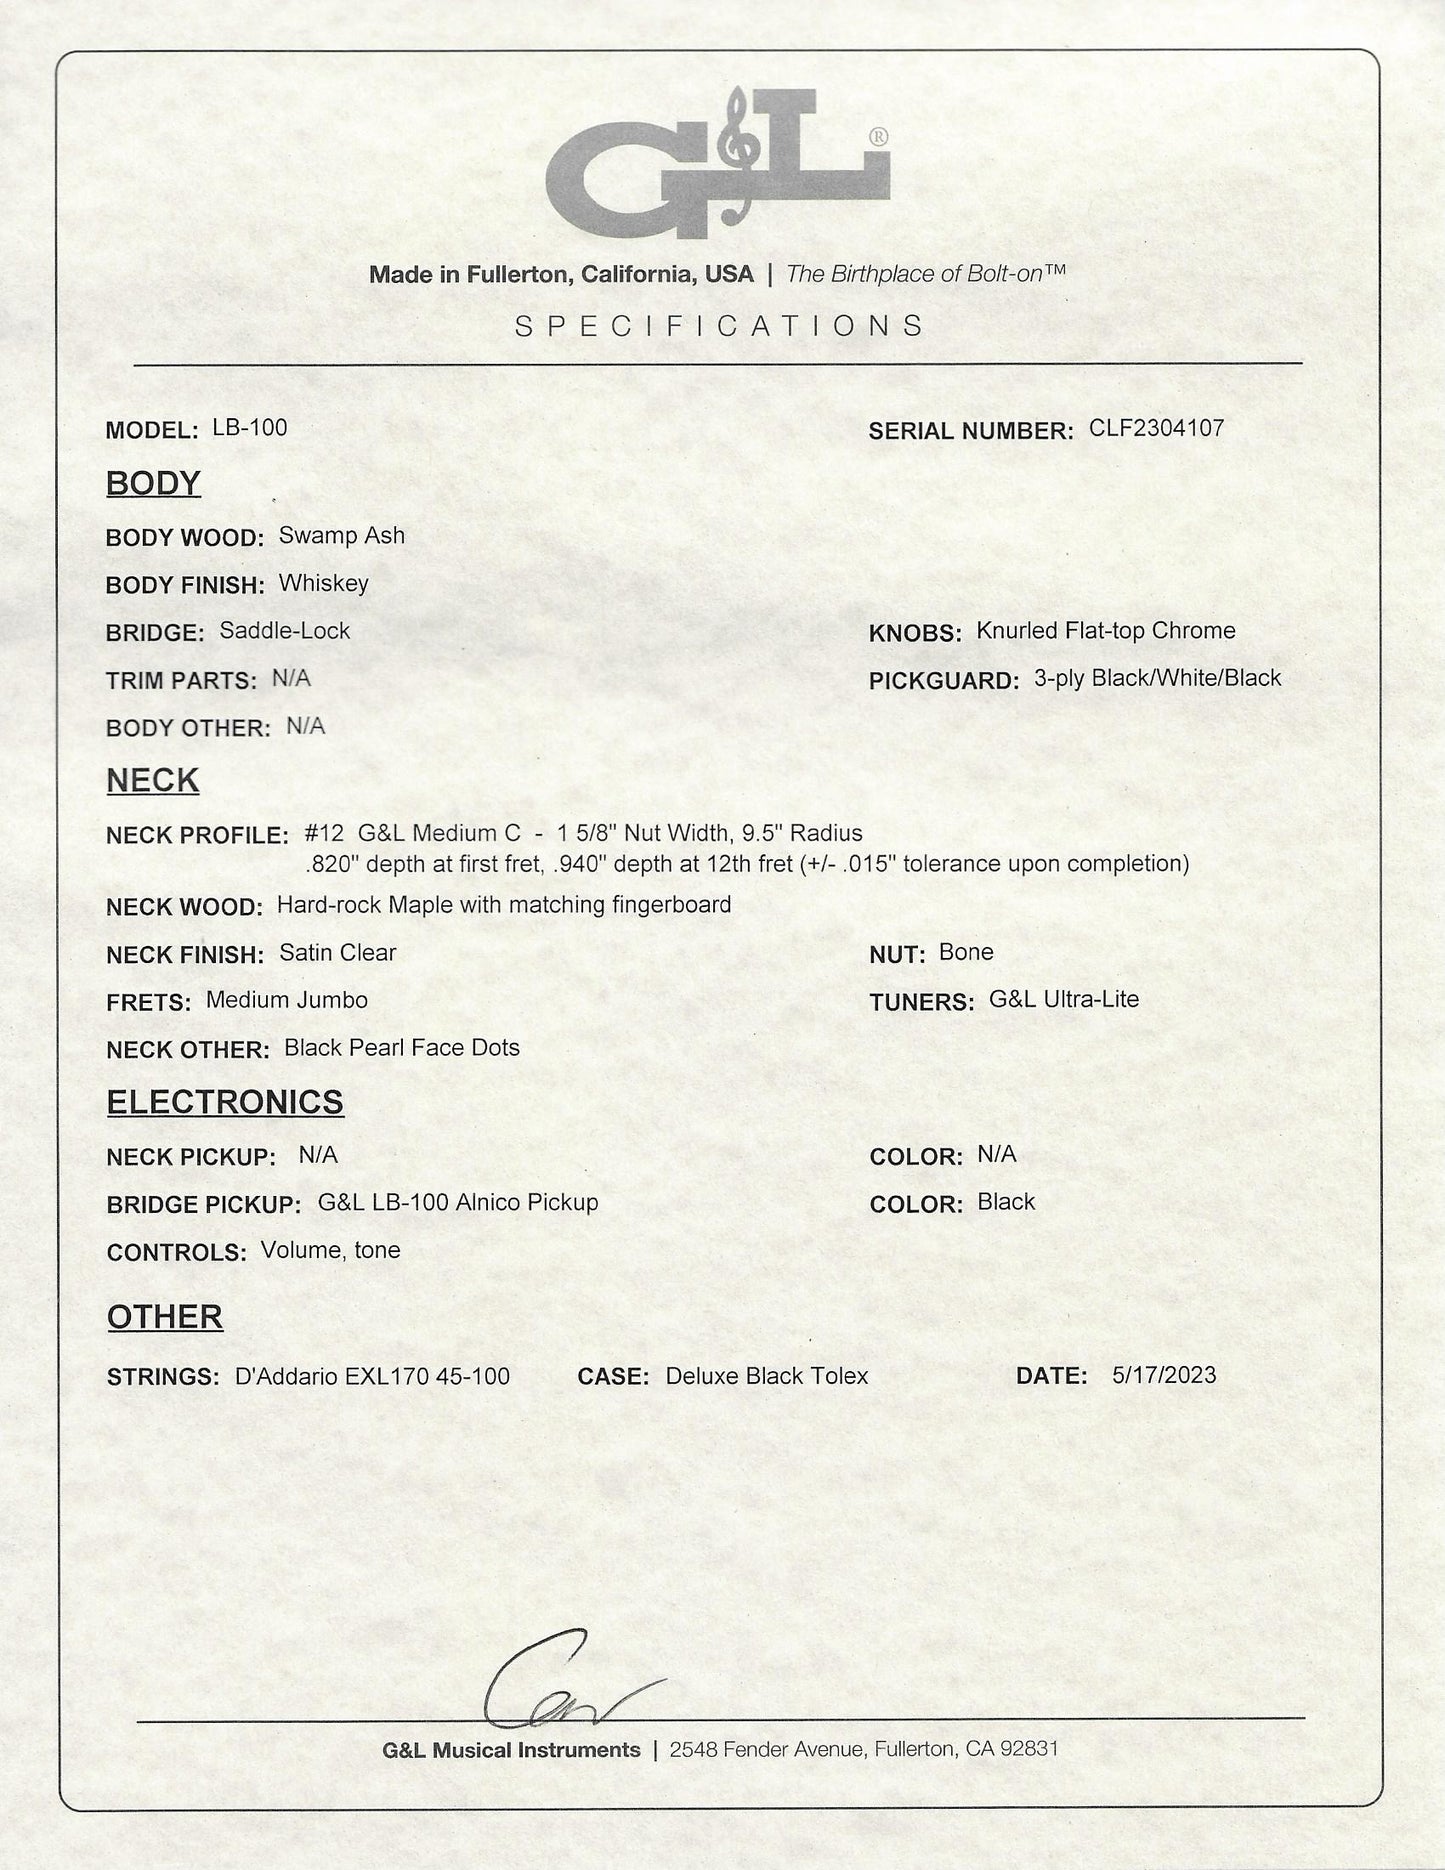 G&L®
Made in Fullerton, California, USA | The Birthplace of Bolt-on™
SPECIFICATIONS
MODEL: LB-100 SERIAL NUMBER: CLF2304107
BODY
BODY WOOD: Swamp Ash
BODY FINISH: Whiskey
BRIDGE: Saddle-Lock KNOBS: Knurled Flat-top Chrome
TRIM PARTS: N/A PICKGUARD: 3-ply Black/White/Black
BODY OTHER: N/A
NECK
NECK PROFILE: #12 G&L Medium C - 1 5/8" Nut Width, 9.5" Radius
.820" depth at first fret, .940" depth at 12th fret (+/- .015" tolerance upon completion)
NECK WOOD: Hard-rock Maple with matching fingerboard
NECK FINISH: Satin Clear NUT: Bone
FRETS: Medium Jumbo TUNERS: G&L Ultra-Lite
NECK OTHER: Black Pearl Face Dots
ELECTRONICS
NECK PICKUP: N/A COLOR: N/A
BRIDGE PICKUP: G&L LB-100 Alnico Pickup COLOR: Black
CONTROLS: Volume, tone
OTHER
STRINGS: D'Addario EXL170 45-100 CASE: Deluxe Black Tolex DATE: 5/17/2023
G&L Musical Instruments | 2548 Fender Avenue, Fullerton, CA 92831